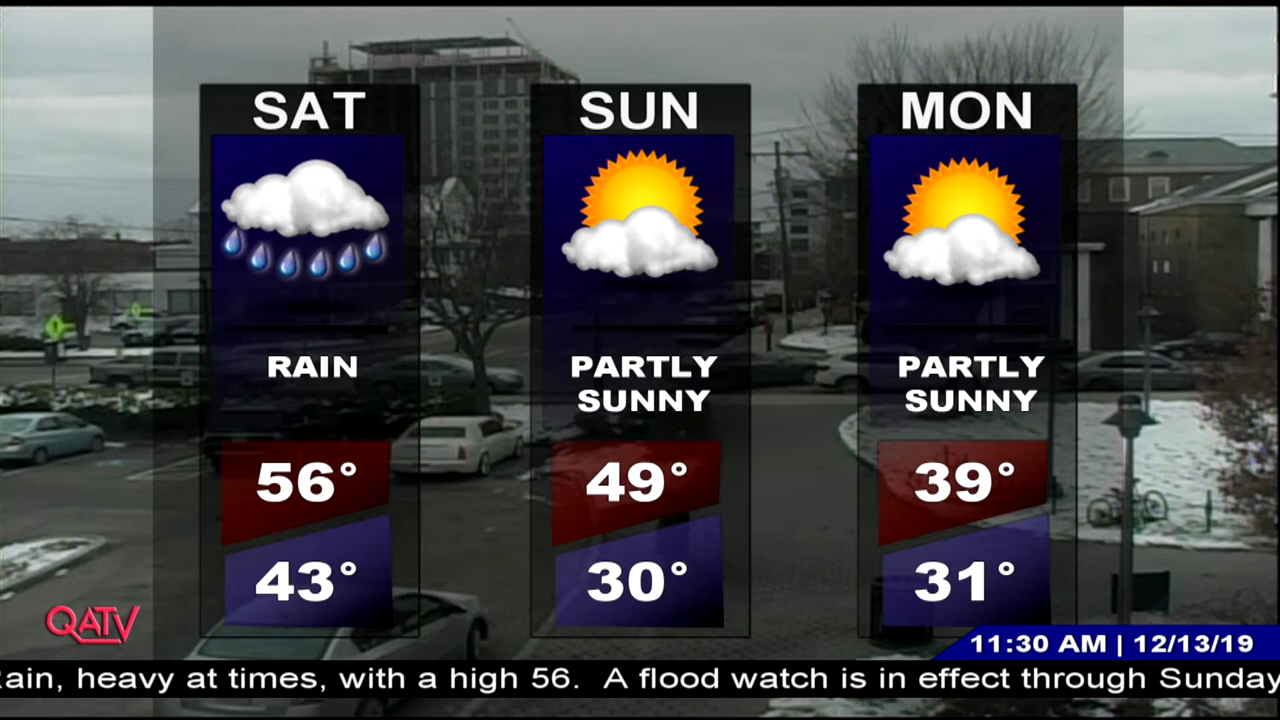 SAT
RAIN
56°
43°
SUN
PARTLY
SUNNY
49°
30°
MON
PARTLY
SUNNY
39°
31°
QATV
11:30 AM | 12/13/19
ain, heavy at times, with a high 56. A flood watch is in effect through Sunday